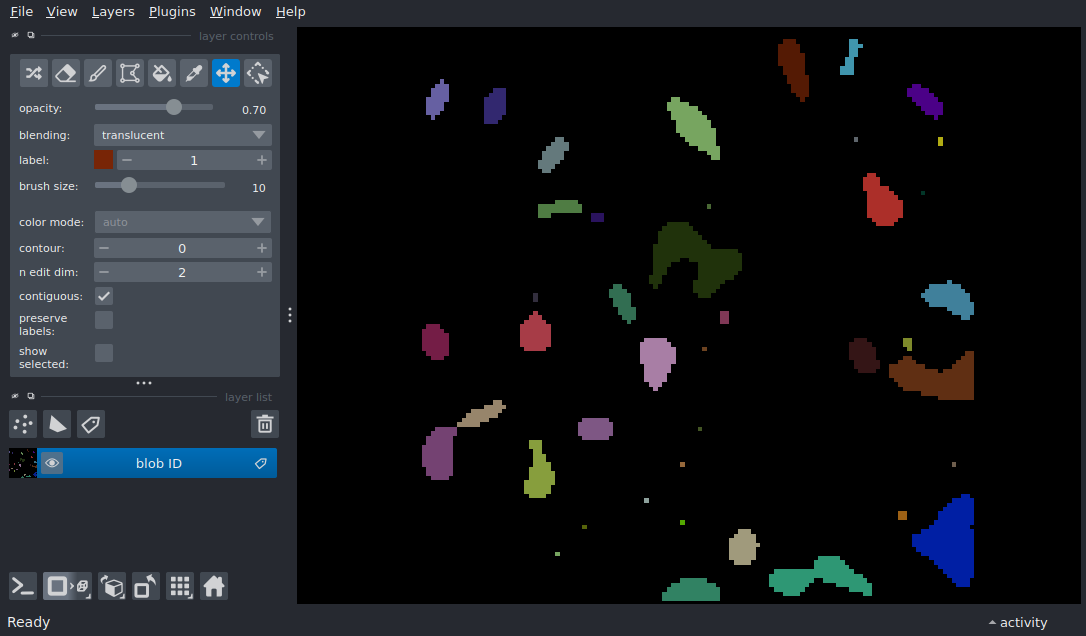 File View Layers Plugins Window Help
layer controls
opacity: 0.70
blending: translucent
label: 1
brush size: 10
color mode: auto
contour: 0
n edit dim: 2
contiguous:
preserve
labels:
show
selected:
layer list
blob ID
Ready
activity